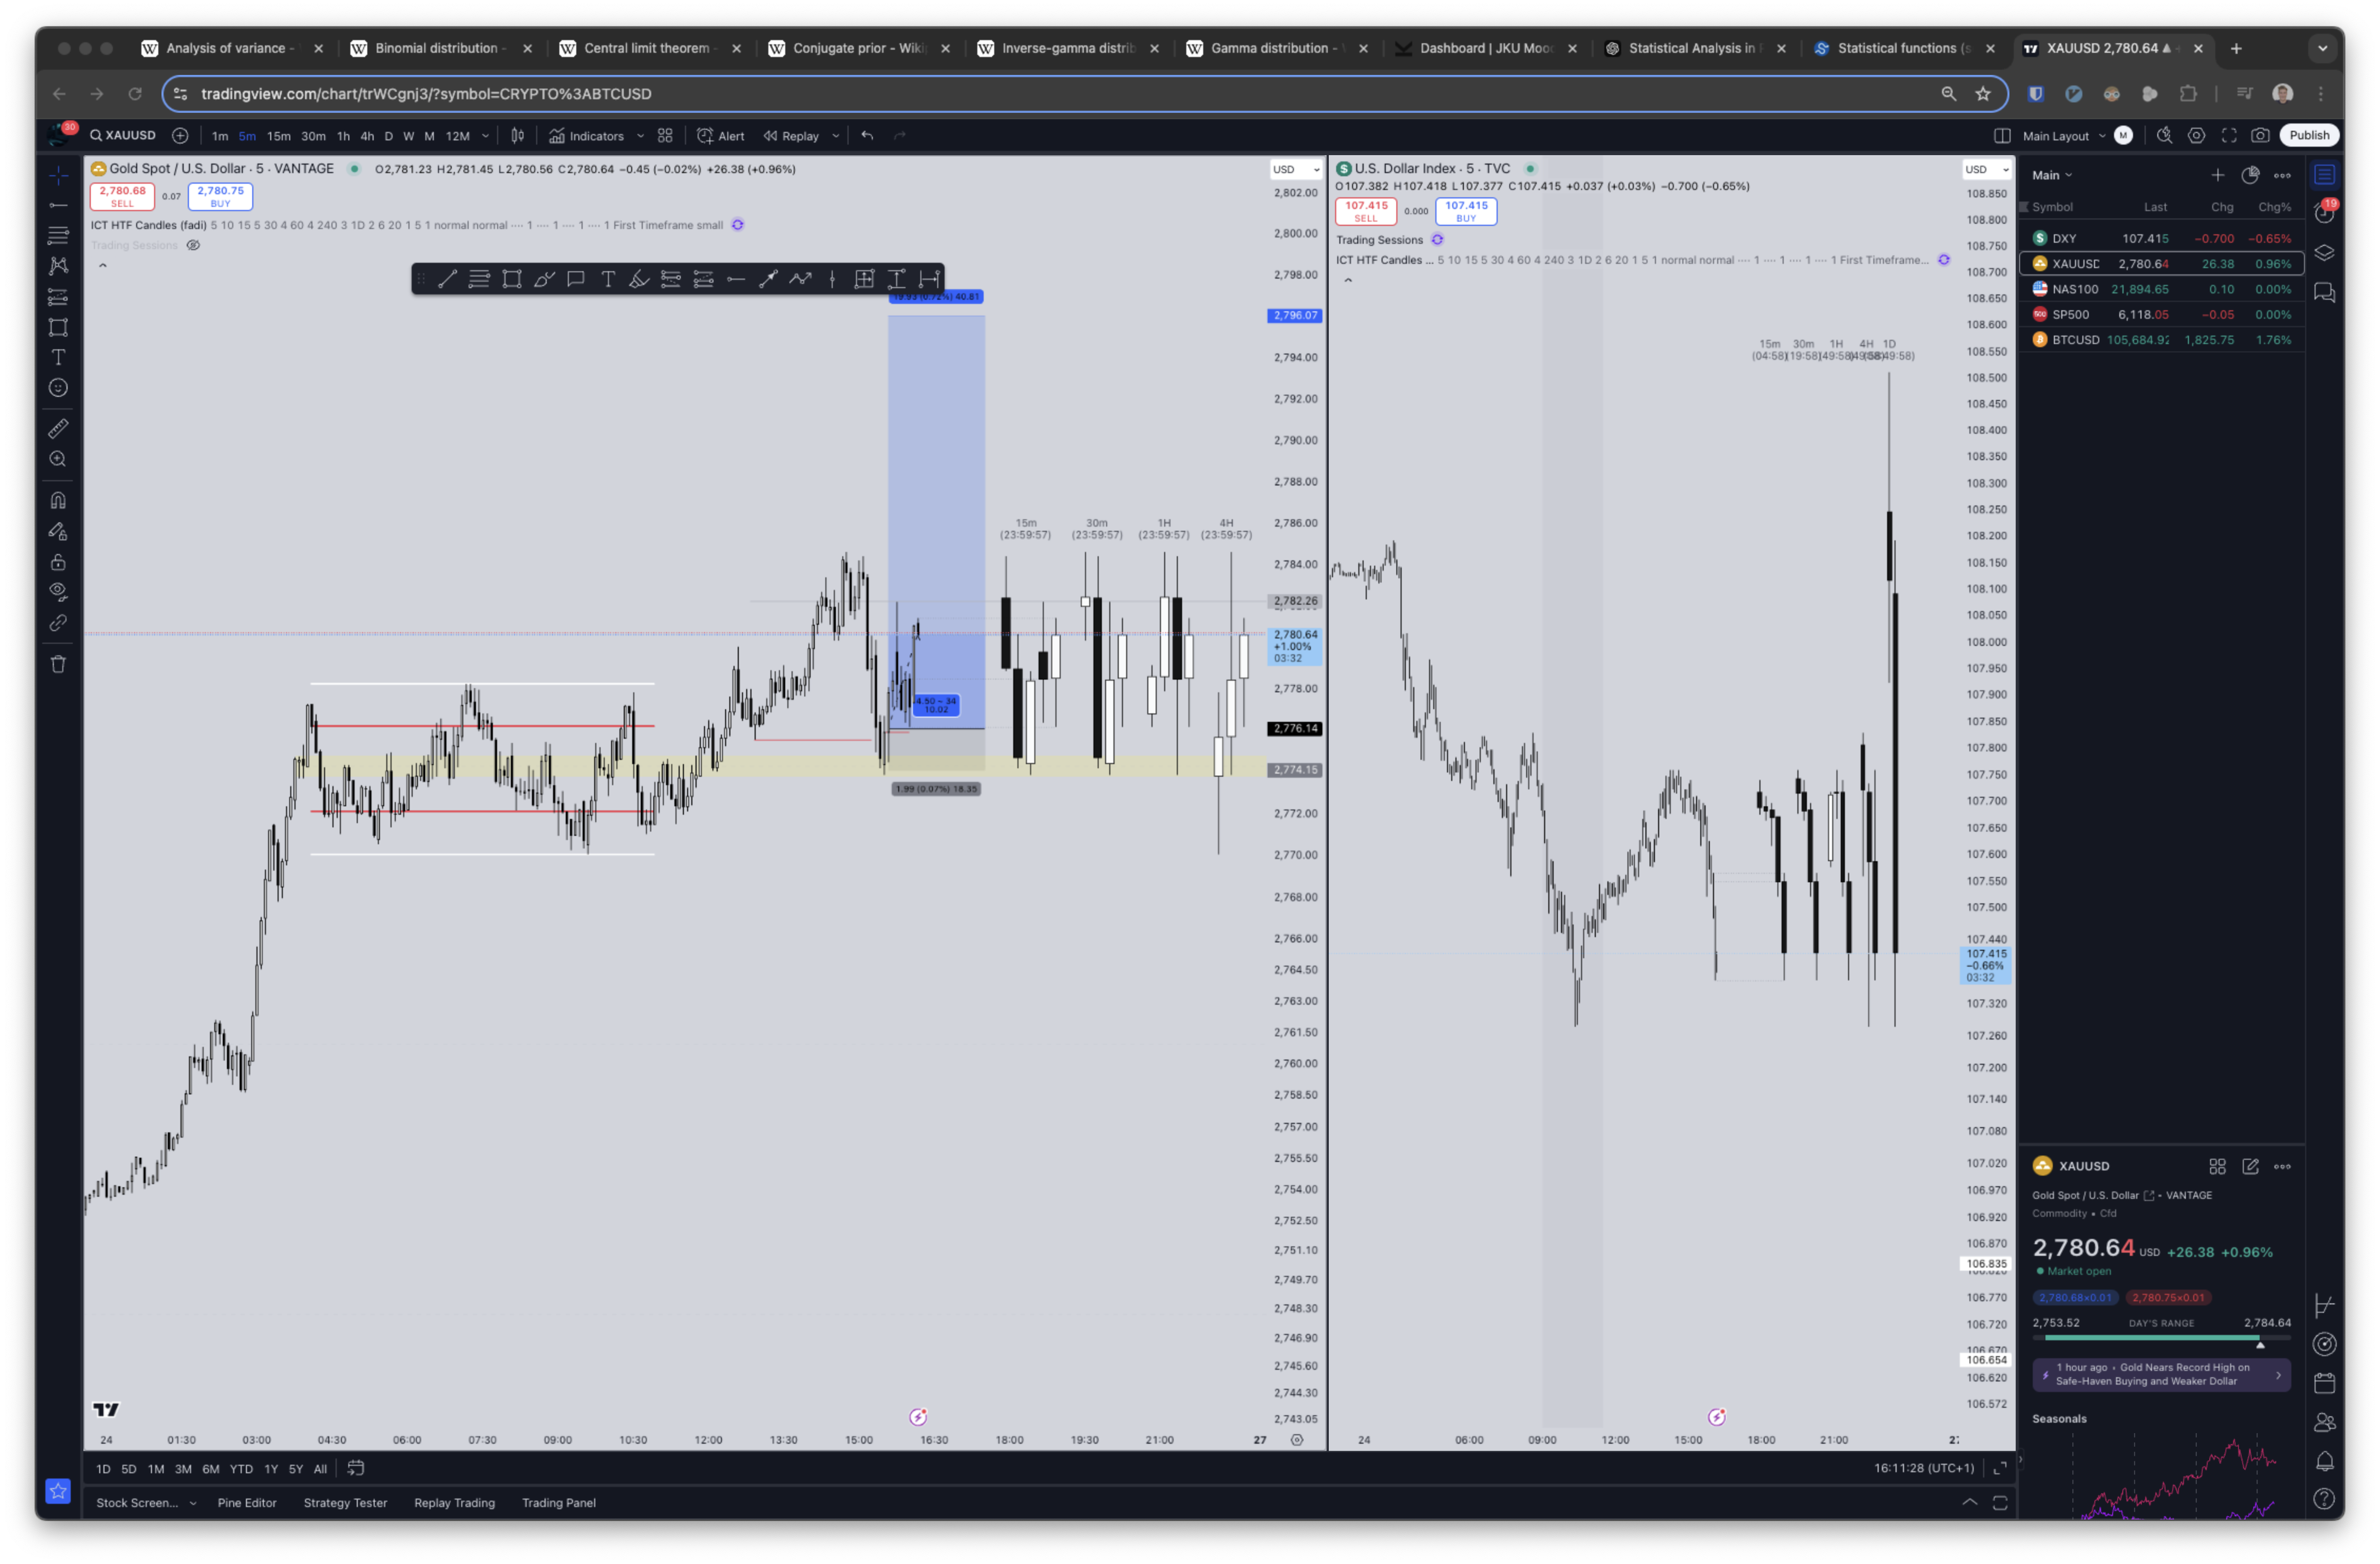 Analysis of variance -
Binomial distribution -
Central limit theorem -
Conjugate prior - Wiki
Inverse-gamma distrib
Gamma distribution -
Dashboard | JKU Moo
Statistical Analysis in
Statistical functions (s
XAUUSD 2,780.64 ▲
tradingview.com/chart/trWCgnj3/?symbol=CRYPTO%3ABTCUSD
30
XAUUSD
1m 5m 15m 30m 1h 4h D W M 12M
Indicators
Alert
Replay
Main Layout
M
Publish
Gold Spot / U.S. Dollar · 5 · VANTAGE
O2,781.23 H2,781.45 L2,780.56 C2,780.64 −0.45 (−0.02%) +26.38 (+0.96%)
2,780.68
SELL
0.07
2,780.75
BUY
ICT HTF Candles (fadi) 5 10 15 5 30 4 60 4 240 3 1D 2 6 20 1 5 1 normal normal ···· 1 ···· 1 ···· 1 ···· 1 First Timeframe small
Trading Sessions
19.93 (0.72%) 40.81
4.50 ~ 34
10.02
1.99 (0.07%) 18.35
15m
(23:59:57)
30m
(23:59:57)
1H
(23:59:57)
4H
(23:59:57)
USD
2,802.00
2,800.00
2,798.00
2,796.07
2,794.00
2,792.00
2,790.00
2,788.00
2,786.00
2,784.00
2,782.26
2,780.64
+1.00%
03:32
2,778.00
2,776.14
2,774.15
2,772.00
2,770.00
2,768.00
2,766.00
2,764.50
2,763.00
2,761.50
2,760.00
2,758.50
2,757.00
2,755.50
2,754.00
2,752.50
2,751.10
2,749.70
2,748.30
2,746.90
2,745.60
2,744.30
2,743.05
24 01:30 03:00 04:30 06:00 07:30 09:00 10:30 12:00 13:30 15:00 16:30 18:00 19:30 21:00 27
U.S. Dollar Index · 5 · TVC
O107.382 H107.418 L107.377 C107.415 +0.037 (+0.03%) −0.700 (−0.65%)
107.415
SELL
0.000
107.415
BUY
Trading Sessions
ICT HTF Candles ... 5 10 15 5 30 4 60 4 240 3 1D 2 6 20 1 5 1 normal normal ···· 1 ···· 1 ···· 1 ···· 1 First Timeframe...
15m 30m 1H 4H 1D
(04:58) (19:58) (49:58)
USD
108.850
108.800
108.750
108.700
108.650
108.600
108.550
108.500
108.450
108.400
108.350
108.300
108.250
108.200
108.150
108.100
108.050
108.000
107.950
107.900
107.850
107.800
107.750
107.700
107.650
107.600
107.550
107.500
107.440
107.415
−0.66%
03:32
107.320
107.260
107.200
107.140
107.080
107.020
106.970
106.920
106.870
106.835
106.770
106.720
106.670
106.654
106.620
106.572
24 06:00 09:00 12:00 15:00 18:00 21:00
Main
Symbol Last Chg Chg%
DXY 107.415 −0.700 −0.65%
XAUUSD 2,780.64 26.38 0.96%
NAS100 21,894.65 0.10 0.00%
500 SP500 6,118.05 −0.05 0.00%
BTCUSD 105,684.92 1,825.75 1.76%
19
XAUUSD
Gold Spot / U.S. Dollar • VANTAGE
Commodity • Cfd
2,780.64 USD +26.38 +0.96%
Market open
2,780.68×0.01 2,780.75×0.01
2,753.52 DAY'S RANGE 2,784.64
1 hour ago • Gold Nears Record High on
Safe-Haven Buying and Weaker Dollar
Seasonals
1D 5D 1M 3M 6M YTD 1Y 5Y All
16:11:28 (UTC+1)
Stock Screen... Pine Editor Strategy Tester Replay Trading Trading Panel